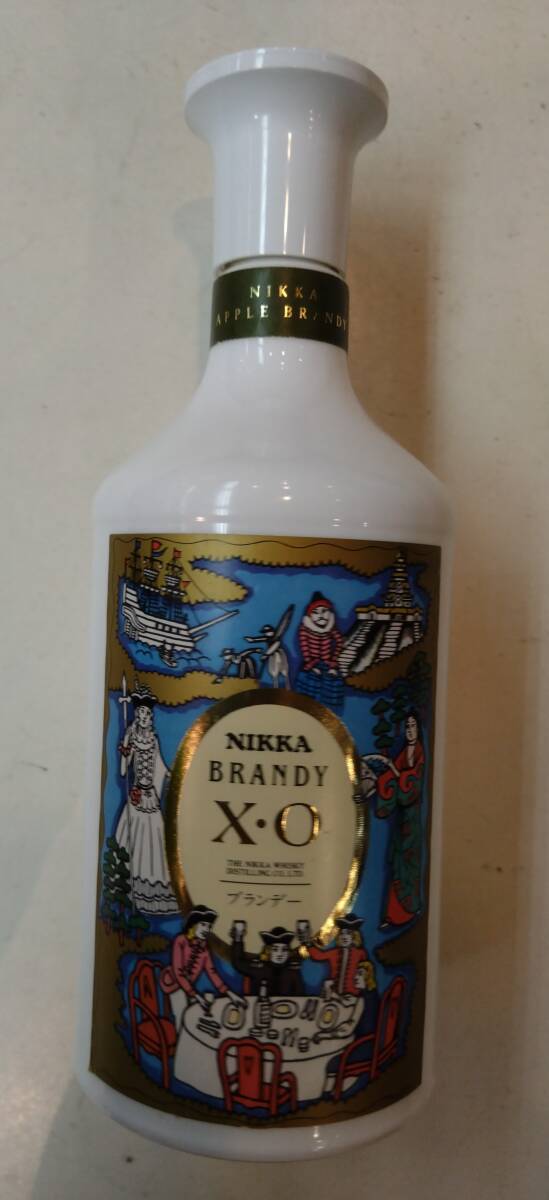 NIKKA
APPLE BRANDY
NIKKA
BRANDY
X·O
THE NIKKA WHISKY
DISTILLING CO., LTD.
ブランデー